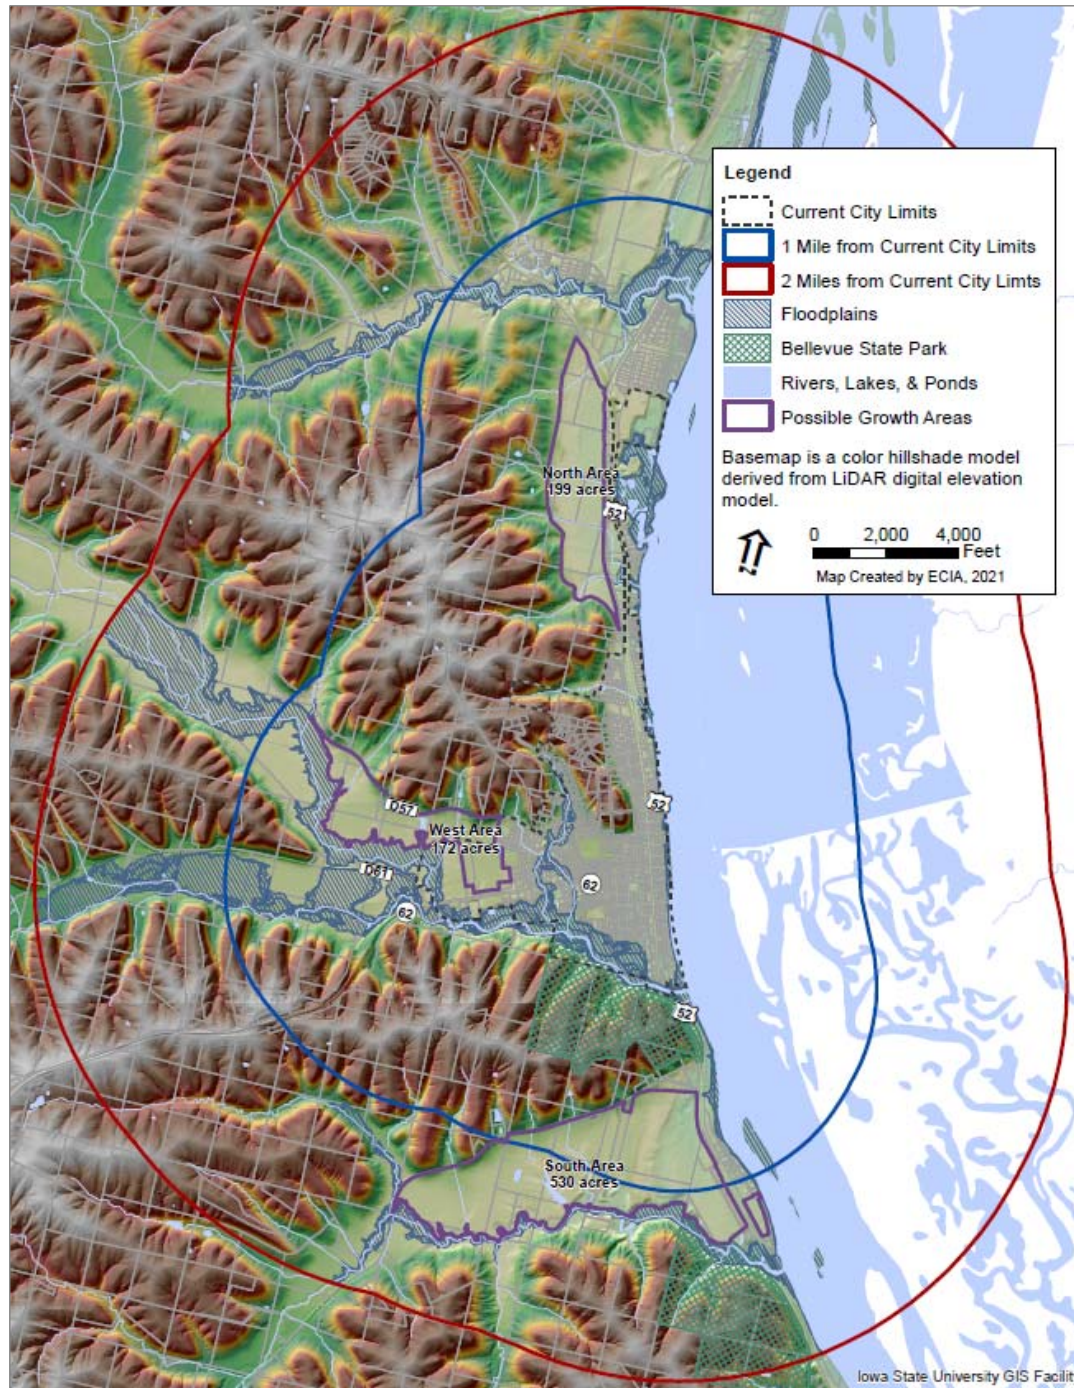 Legend
Current City Limits
1 Mile from Current City Limits
2 Miles from Current City Limts
Floodplains
Bellevue State Park
Rivers, Lakes, & Ponds
Possible Growth Areas
Basemap is a color hillshade model
derived from LiDAR digital elevation
model.
N
0 2,000 4,000
Feet
Map Created by ECIA, 2021
North Area
199 acres
52
52
D57
West Area
172 acres
D61
62
62
52
South Area
530 acres
Iowa State University GIS Facilit